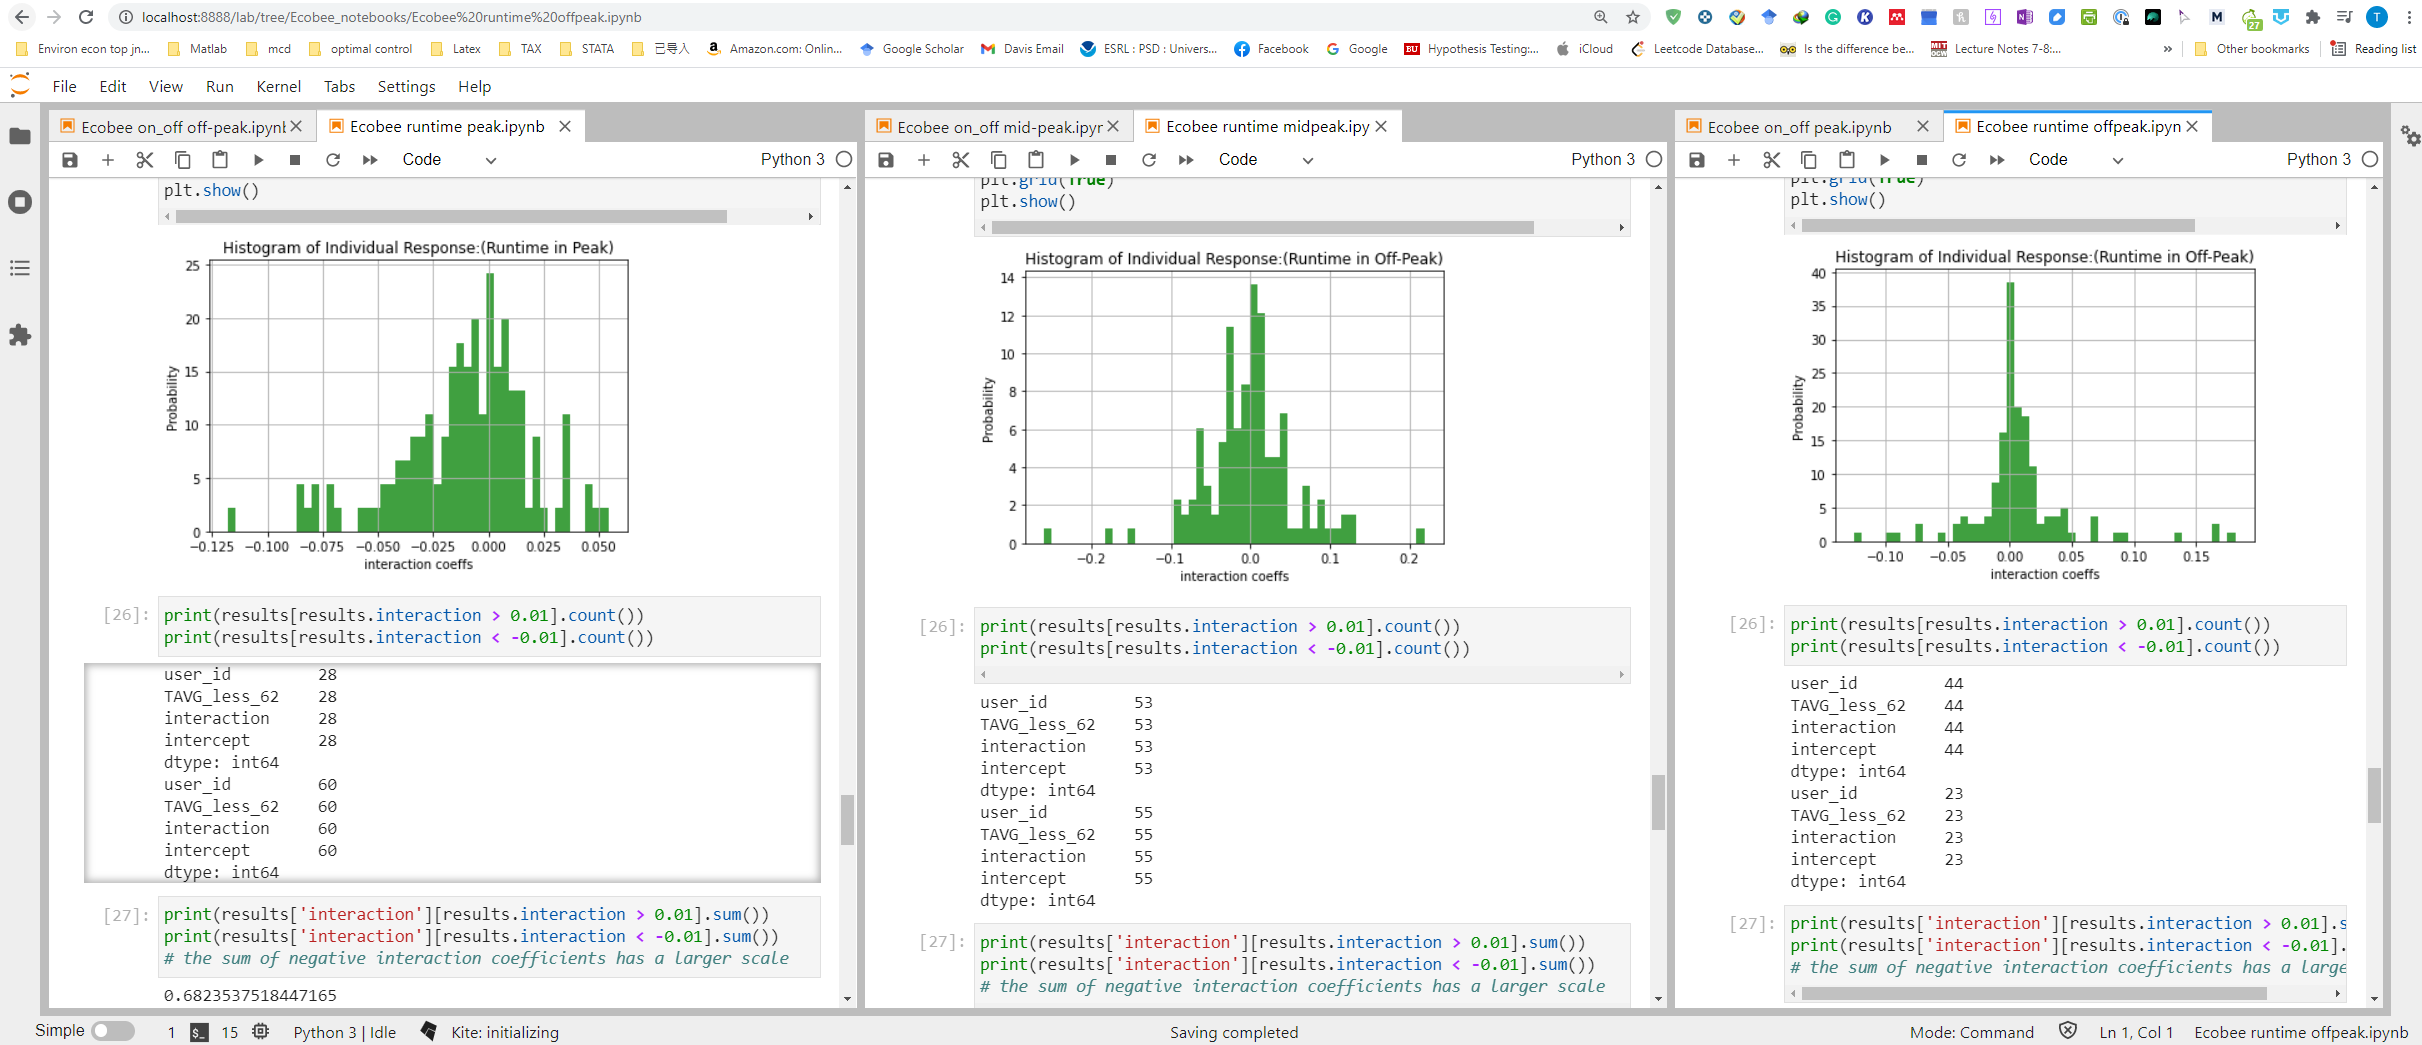 localhost:8888/lab/tree/Ecobee_notebooks/Ecobee%20runtime%20offpeak.ipynb
27
T
Environ econ top jn...
Matlab
mcd
optimal control
Latex
TAX
STATA
已导入
Amazon.com: Onlin...
Google Scholar
Davis Email
ESRL : PSD : Univers...
Facebook
Google
Hypothesis Testing:...
iCloud
Leetcode Database...
Is the difference be...
Lecture Notes 7-8:...
»
Other bookmarks
Reading list
File Edit View Run Kernel Tabs Settings Help
Ecobee on_off off-peak.ipynb
Ecobee runtime peak.ipynb
Code
Python 3
plt.show()
Histogram of Individual Response:(Runtime in Peak)
25
20
15
10
5
0
Probability
−0.125 −0.100 −0.075 −0.050 −0.025 0.000 0.025 0.050
interaction coeffs
[26]:
print(results[results.interaction > 0.01].count())
print(results[results.interaction < -0.01].count())
user_id 28
TAVG_less_62 28
interaction 28
intercept 28
dtype: int64
user_id 60
TAVG_less_62 60
interaction 60
intercept 60
dtype: int64
[27]:
print(results['interaction'][results.interaction > 0.01].sum())
print(results['interaction'][results.interaction < -0.01].sum())
# the sum of negative interaction coefficients has a larger scale
0.6823537518447165
Ecobee on_off mid-peak.ipyr
Ecobee runtime midpeak.ipy
Code
Python 3
plt.grid(True)
plt.show()
Histogram of Individual Response:(Runtime in Off-Peak)
14
12
10
8
6
4
2
0
Probability
−0.2 −0.1 0.0 0.1 0.2
interaction coeffs
[26]:
print(results[results.interaction > 0.01].count())
print(results[results.interaction < -0.01].count())
user_id 53
TAVG_less_62 53
interaction 53
intercept 53
dtype: int64
user_id 55
TAVG_less_62 55
interaction 55
intercept 55
dtype: int64
[27]:
print(results['interaction'][results.interaction > 0.01].sum())
print(results['interaction'][results.interaction < -0.01].sum())
# the sum of negative interaction coefficients has a larger scale
Ecobee on_off peak.ipynb
Ecobee runtime offpeak.ipyn
Code
Python 3
plt.grid(True)
plt.show()
Histogram of Individual Response:(Runtime in Off-Peak)
40
35
30
25
20
15
10
5
0
Probability
−0.10 −0.05 0.00 0.05 0.10 0.15
interaction coeffs
[26]:
print(results[results.interaction > 0.01].count())
print(results[results.interaction < -0.01].count())
user_id 44
TAVG_less_62 44
interaction 44
intercept 44
dtype: int64
user_id 23
TAVG_less_62 23
interaction 23
intercept 23
dtype: int64
[27]:
print(results['interaction'][results.interaction > 0.01].s
print(results['interaction'][results.interaction < -0.01].
# the sum of negative interaction coefficients has a large
Simple
1
15
Python 3 | Idle
Kite: initializing
Saving completed
Mode: Command
Ln 1, Col 1
Ecobee runtime offpeak.ipynb